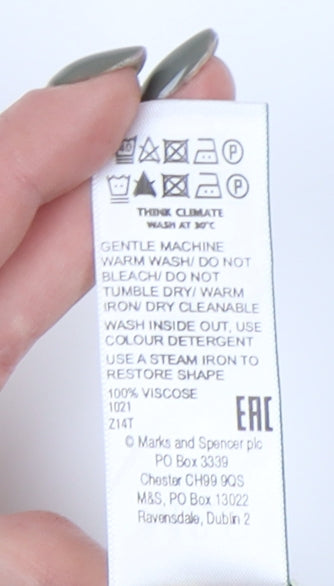 THINK CLIMATE
WASH AT 30°C
GENTLE MACHINE
WARM WASH/ DO NOT
BLEACH/ DO NOT
TUMBLE DRY/ WARM
IRON/ DRY CLEANABLE
WASH INSIDE OUT, USE
COLOUR DETERGENT
USE A STEAM IRON TO
RESTORE SHAPE
100% VISCOSE
1021
Z14T
EAC
© Marks and Spencer plc
PO Box 3339
Chester CH99 9QS
M&S, PO Box 13022
Ravensdale, Dublin 2